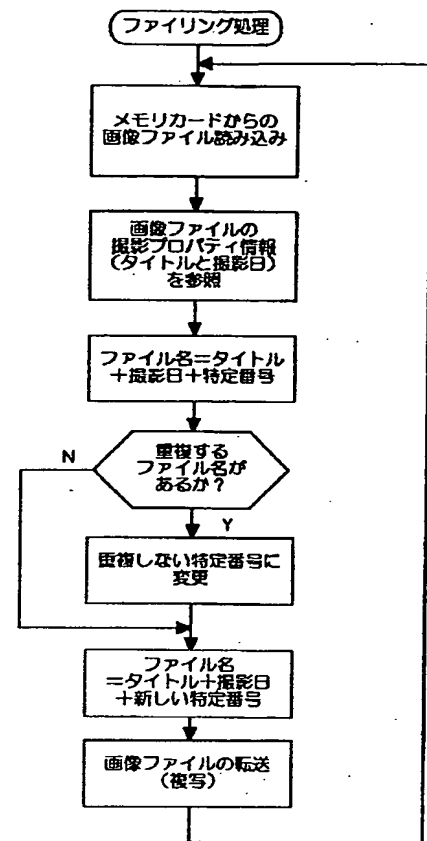 ファイリング処理
メモリカードからの
画像ファイル読み込み
画像ファイルの
撮影プロパティ情報
(タイトルと撮影日)
を参照
ファイル名=タイトル
+撮影日+特定番号
重複する
ファイル名が
あるか?
N
Y
重複しない特定番号に
変更
ファイル名
=タイトル+撮影日
+新しい特定番号
画像ファイルの転送
(複写)